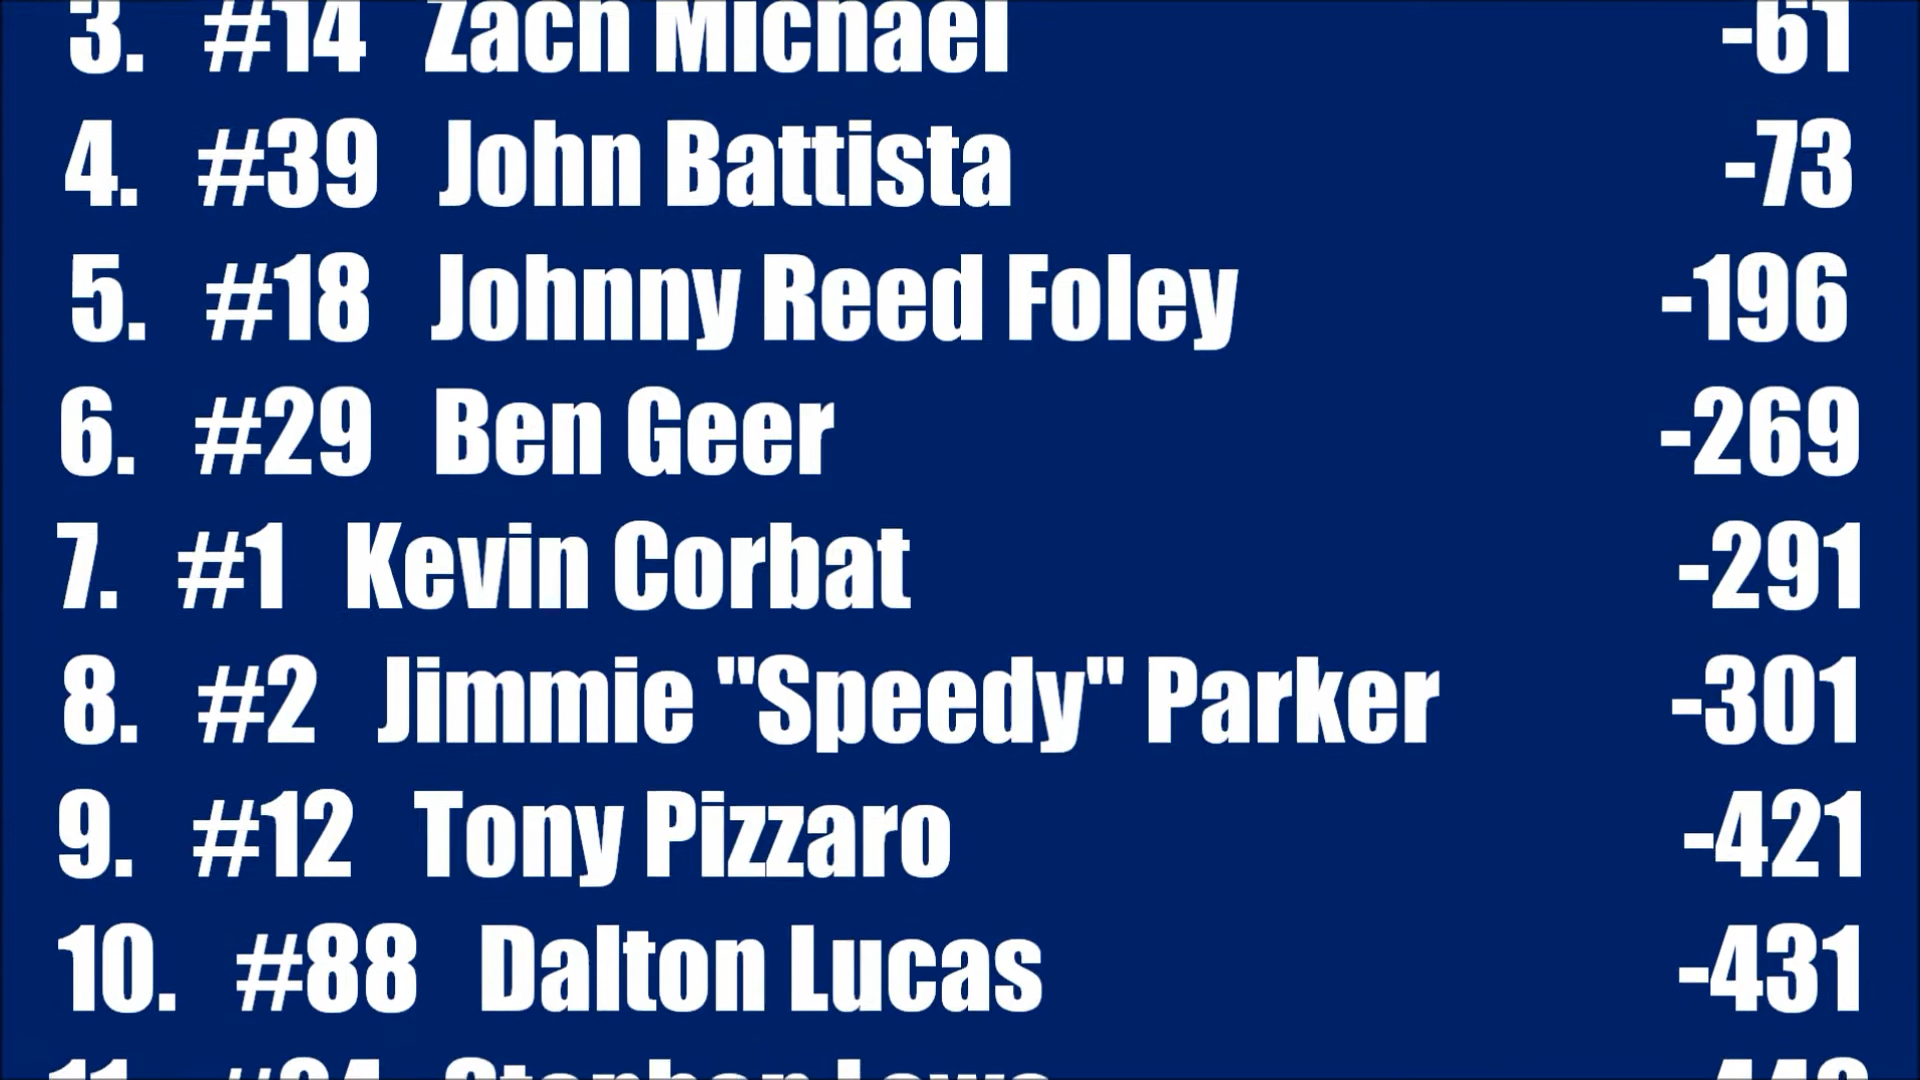 3. #14 Zach Michael -61
4. #39 John Battista -73
5. #18 Johnny Reed Foley -196
6. #29 Ben Geer -269
7. #1 Kevin Corbat -291
8. #2 Jimmie "Speedy" Parker -301
9. #12 Tony Pizzaro -421
10. #88 Dalton Lucas -431
11. Stephen